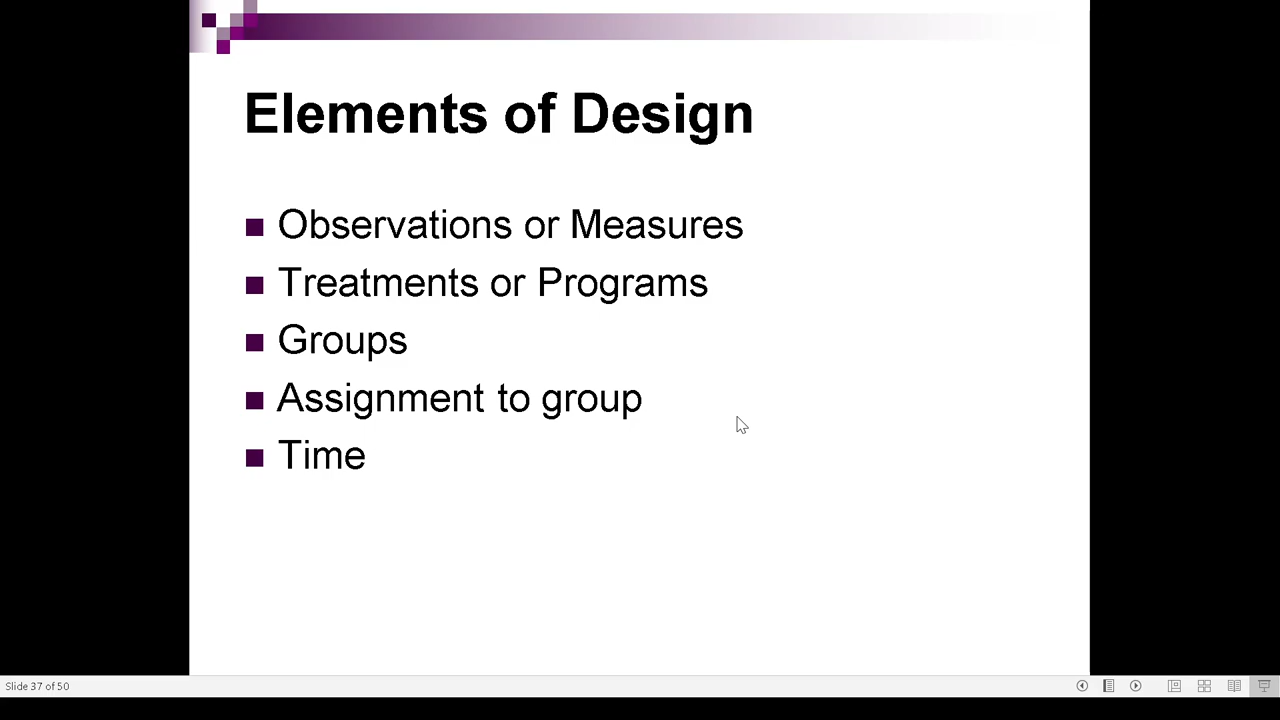 Elements of Design
Observations or Measures
Treatments or Programs
Groups
Assignment to group
Time
Slide 37 of 50